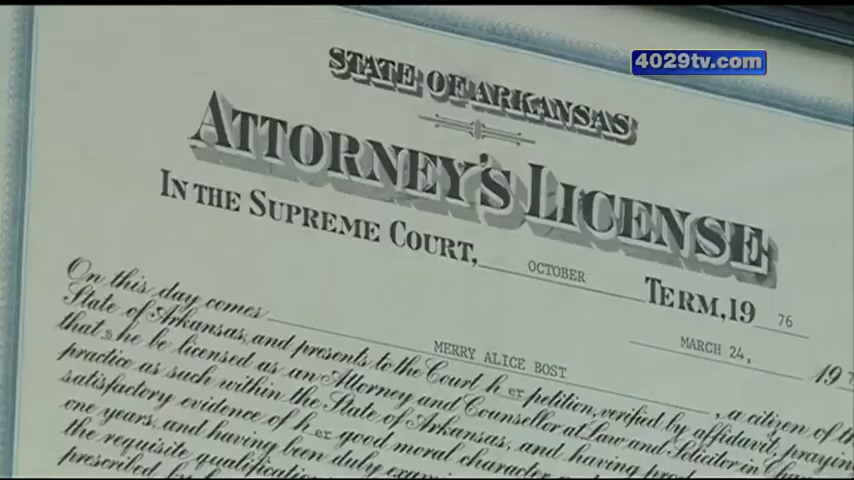 4029tv.com
STATE OF ARKANSAS
ATTORNEY'S LICENSE
IN THE SUPREME COURT, OCTOBER TERM, 19 76
MARCH 24, 19
On this day comes MERRY ALICE BOST, a citizen of
State of Arkansas, and presents to the Court her petition, verified by affidavit, praying
that she be licensed as an Attorney and Counsellor at Law and Solicitor in
practice as such within the State of Arkansas, and having
satisfactory evidence of her good moral character
one years, and having been duly
the requisite
prescribed